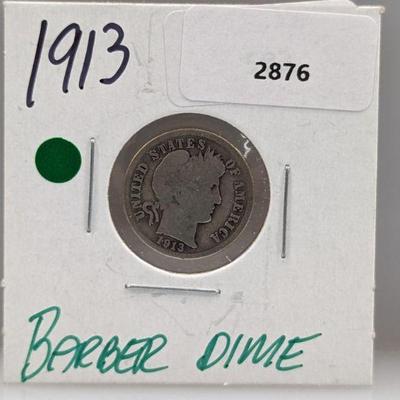 1913
2876
UNITED STATES OF AMERICA
1913
BARBER DIME